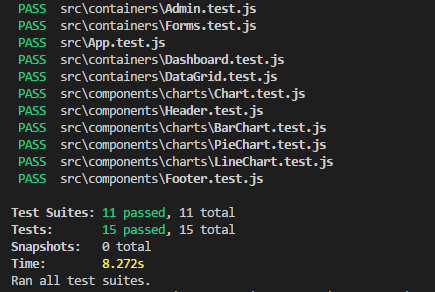 PASS src\containers\Admin.test.js
PASS src\containers\Forms.test.js
PASS src\App.test.js
PASS src\containers\Dashboard.test.js
PASS src\containers\DataGrid.test.js
PASS src\components\charts\Chart.test.js
PASS src\components\charts\Header.test.js
PASS src\components\charts\BarChart.test.js
PASS src\components\charts\PieChart.test.js
PASS src\components\charts\LineChart.test.js
PASS src\components\Footer.test.js
Test Suites: 11 passed, 11 total
Tests: 15 passed, 15 total
Snapshots: 0 total
Time: 8.272s
Ran all test suites.